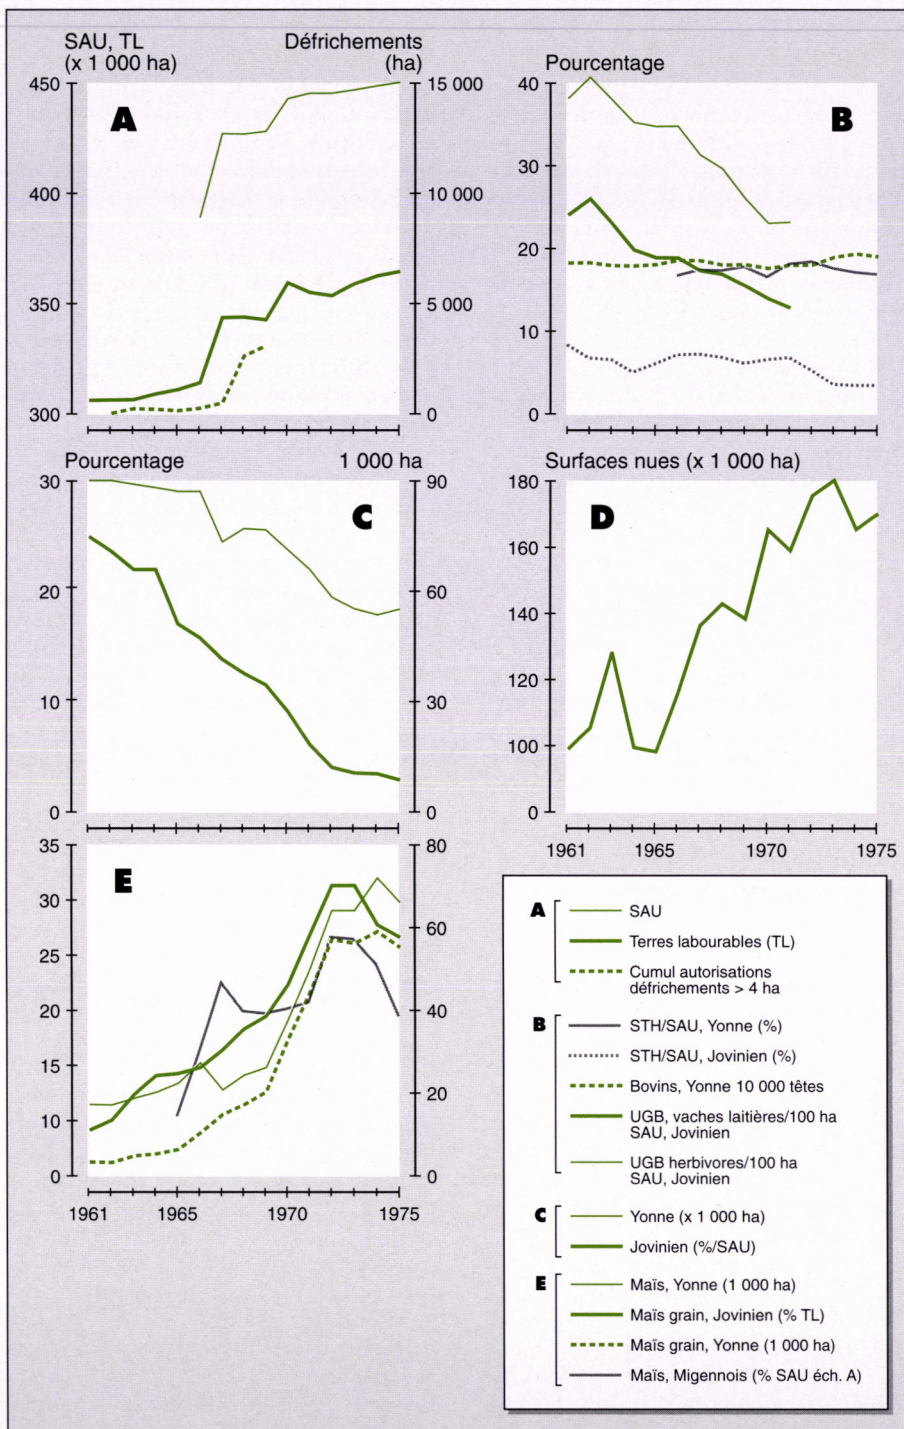 SAU, TL
(x 1 000 ha)
Défrichements
(ha)
A
450
400
350
300
15 000
10 000
5 000
0
Pourcentage
B
40
30
20
10
0
Pourcentage
1 000 ha
C
30
20
10
0
90
60
30
0
Surfaces nues (x 1 000 ha)
D
180
160
140
120
100
0
1961
1965
1970
1975
E
35
30
25
20
15
10
0
80
60
40
20
0
1961
1965
1970
1975
A
SAU
Terres labourables (TL)
Cumul autorisations
défrichements > 4 ha
B
STH/SAU, Yonne (%)
STH/SAU, Jovinien (%)
Bovins, Yonne 10 000 têtes
UGB, vaches laitières/100 ha
SAU, Jovinien
UGB herbivores/100 ha
SAU, Jovinien
C
Yonne (x 1 000 ha)
Jovinien (%/SAU)
E
Maïs, Yonne (1 000 ha)
Maïs grain, Jovinien (% TL)
Maïs grain, Yonne (1 000 ha)
Maïs, Migennois (% SAU éch. A)